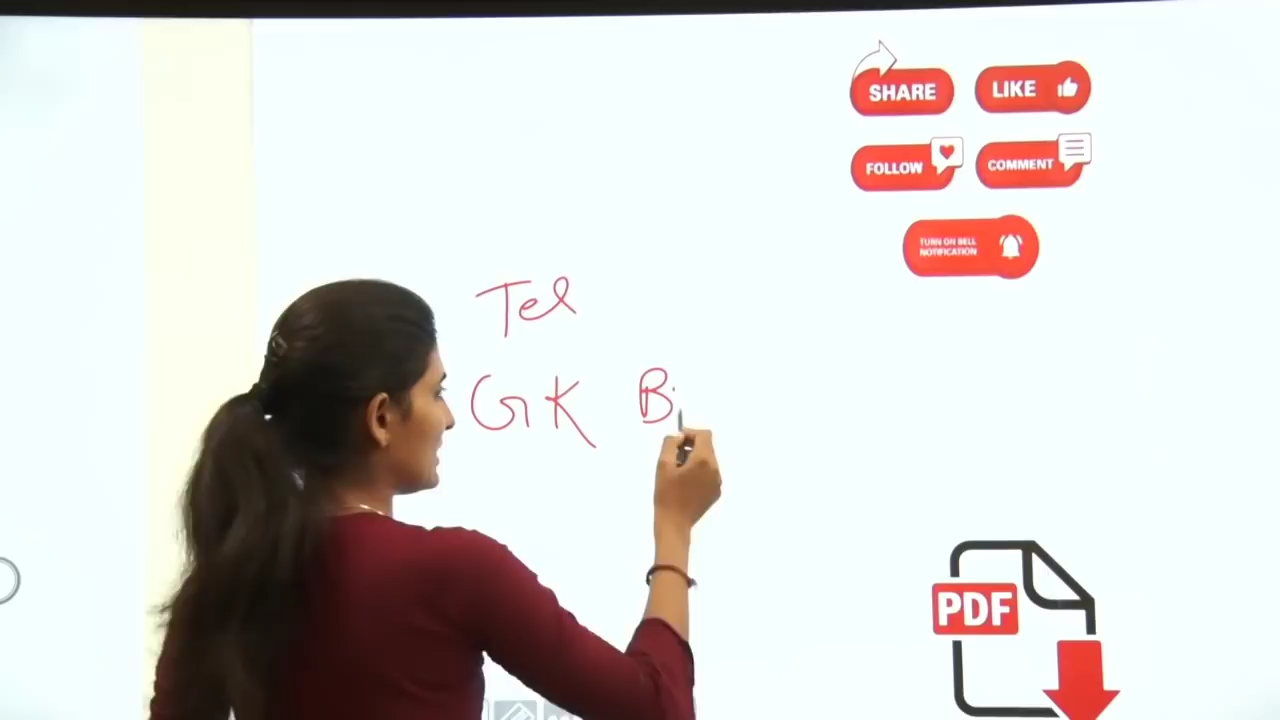 SHARE LIKE
FOLLOW COMMENT
TURN ON BELL
NOTIFICATION
Tel
GK B
PDF